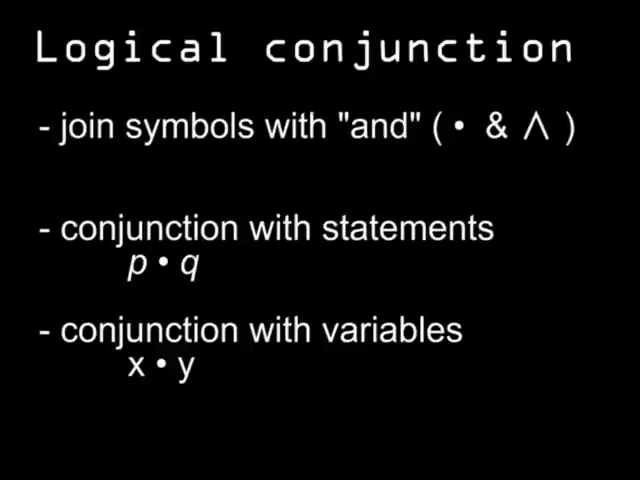 Logical conjunction
- join symbols with "and" ( • & ∧ )
- conjunction with statements
p • q
- conjunction with variables
x • y